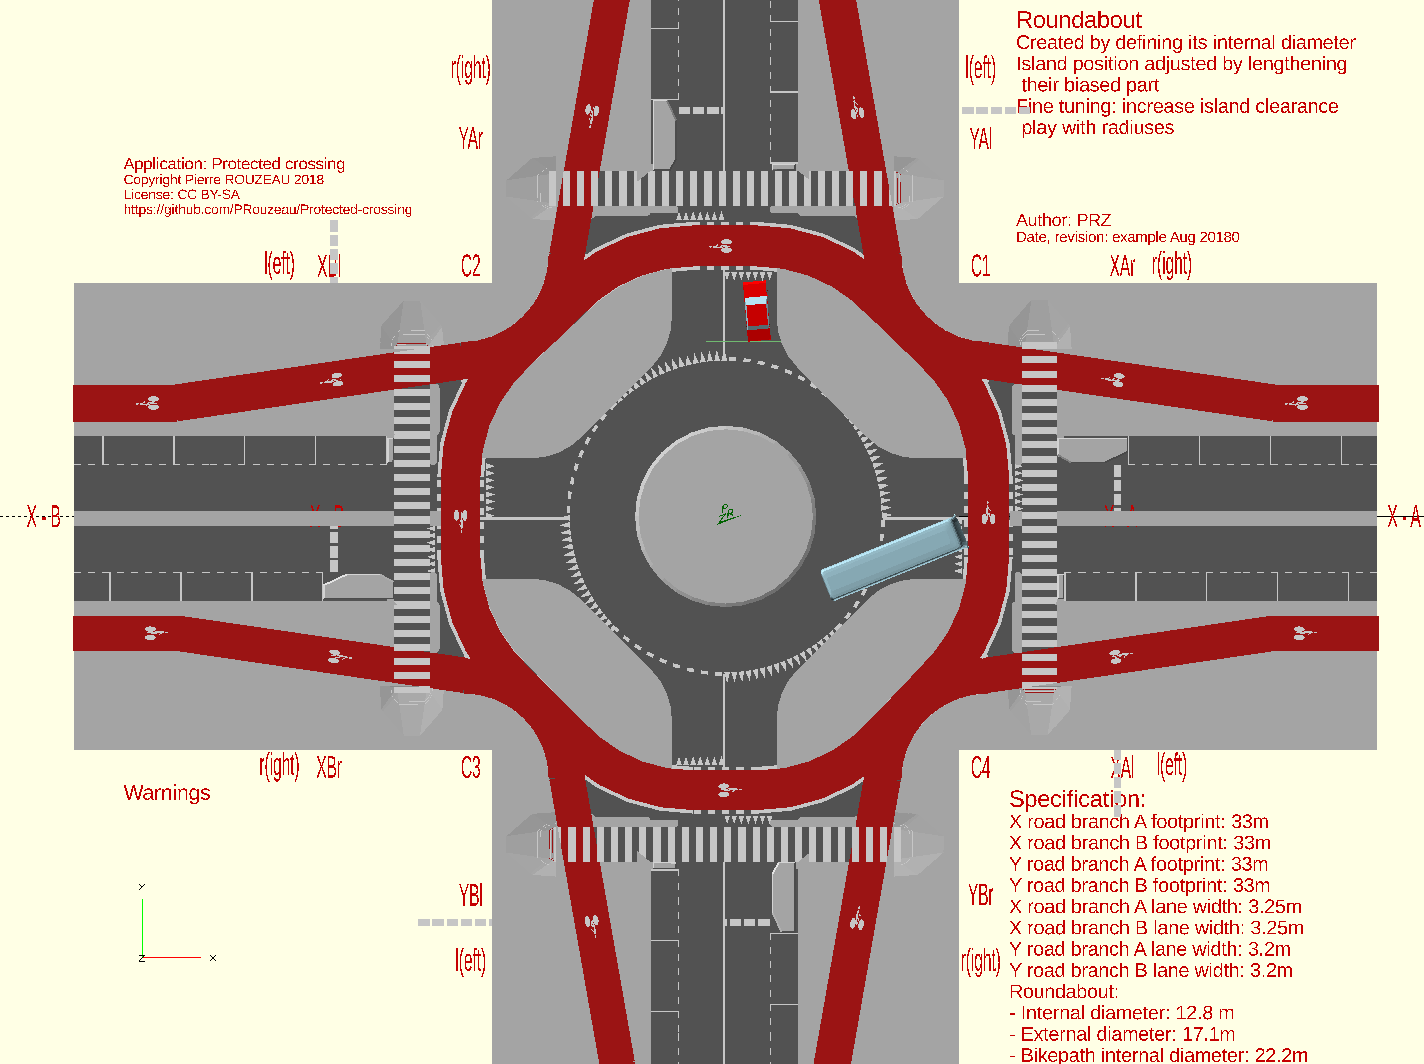 Roundabout
Created by defining its internal diameter
Island position adjusted by lengthening
their biased part
Fine tuning: increase island clearance
play with radiuses
r(ight)
l(eft)
YAr
YAl
Application: Protected crossing
Copyright Pierre ROUZEAU 2018
License: CC BY-SA
https://github.com/PRouzeau/Protected-crossing
Author: PRZ
Date, revision: example Aug 20180
l(eft)
XBl
C2
C1
XAr
r(ight)
X - B
PRZ
X - A
r(ight)
XBr
C3
C4
XAl
l(eft)
Warnings
Specification:
X road branch A footprint: 33m
X road branch B footprint: 33m
Y road branch A footprint: 33m
Y road branch B footprint: 33m
X road branch A lane width: 3.25m
X road branch B lane width: 3.25m
Y road branch A lane width: 3.2m
Y road branch B lane width: 3.2m
Roundabout:
- Internal diameter: 12.8 m
- External diameter: 17.1m
- Bikepath internal diameter: 22.2m
YBl
YBr
l(eft)
r(ight)
Y
Z
X